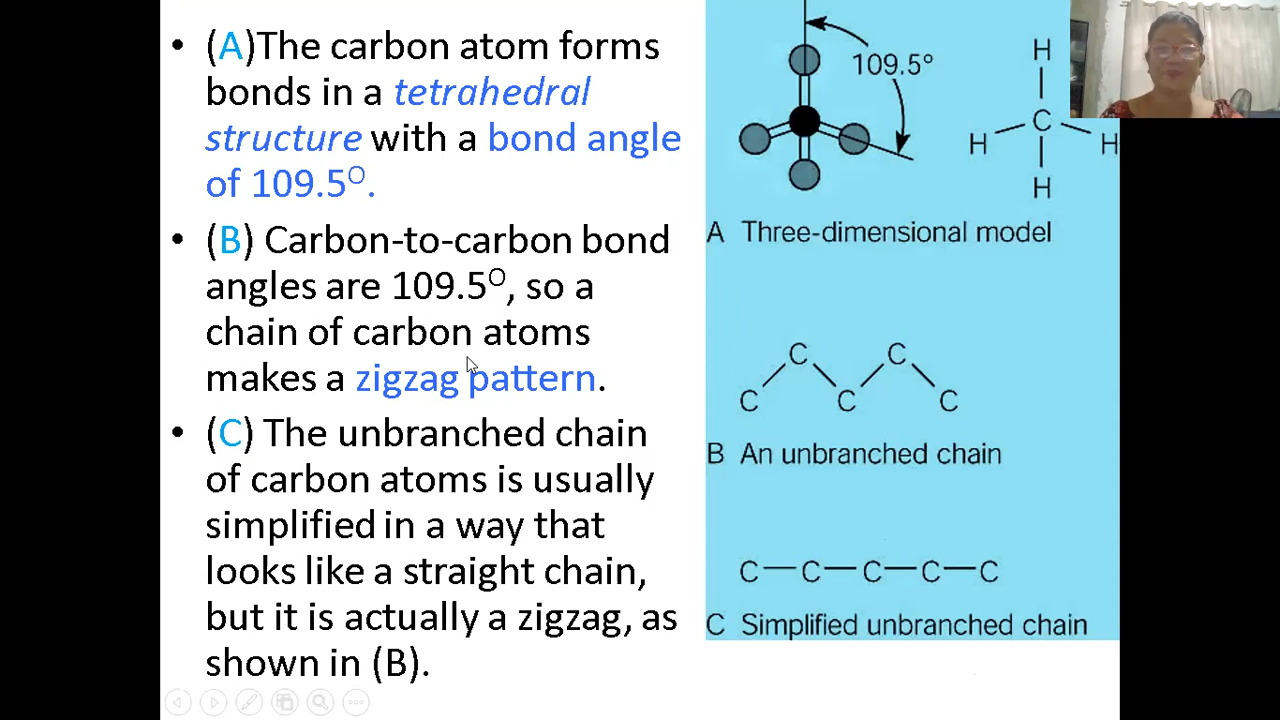 • (A)The carbon atom forms
bonds in a tetrahedral
structure with a bond angle
of 109.5O.
• (B) Carbon-to-carbon bond
angles are 109.5O, so a
chain of carbon atoms
makes a zigzag pattern.
• (C) The unbranched chain
of carbon atoms is usually
simplified in a way that
looks like a straight chain,
but it is actually a zigzag, as
shown in (B).
109.5°
H
C
H H
H
A Three-dimensional model
C C
C C C
B An unbranched chain
C — C — C — C — C
C Simplified unbranched chain